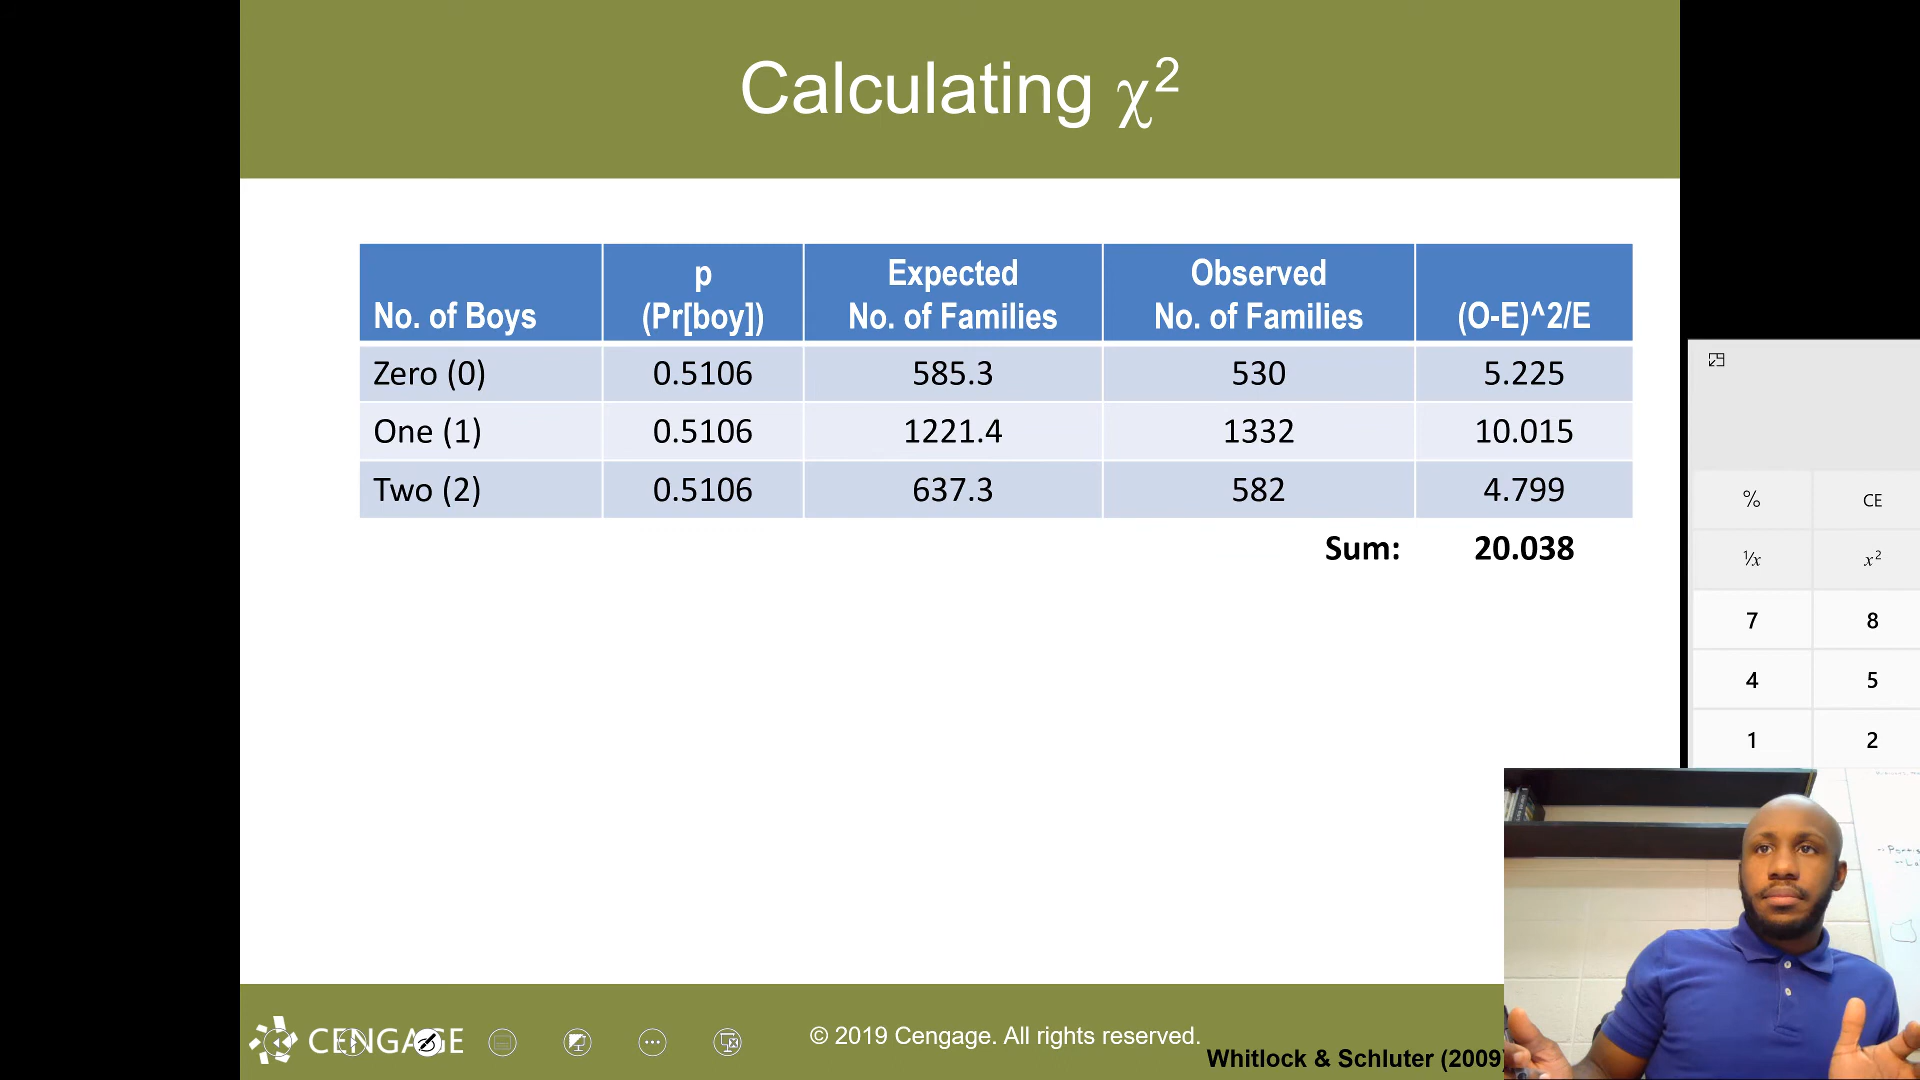 Calculating χ²
No. of Boys
p
(Pr[boy])
Expected
No. of Families
Observed
No. of Families
(O-E)^2/E
Zero (0) 0.5106 585.3 530 5.225
One (1) 0.5106 1221.4 1332 10.015
Two (2) 0.5106 637.3 582 4.799
Sum: 20.038
% CE
⅟x x²
7 8
4 5
1 2
CENGAGE
© 2019 Cengage. All rights reserved.
Whitlock & Schluter (2009)